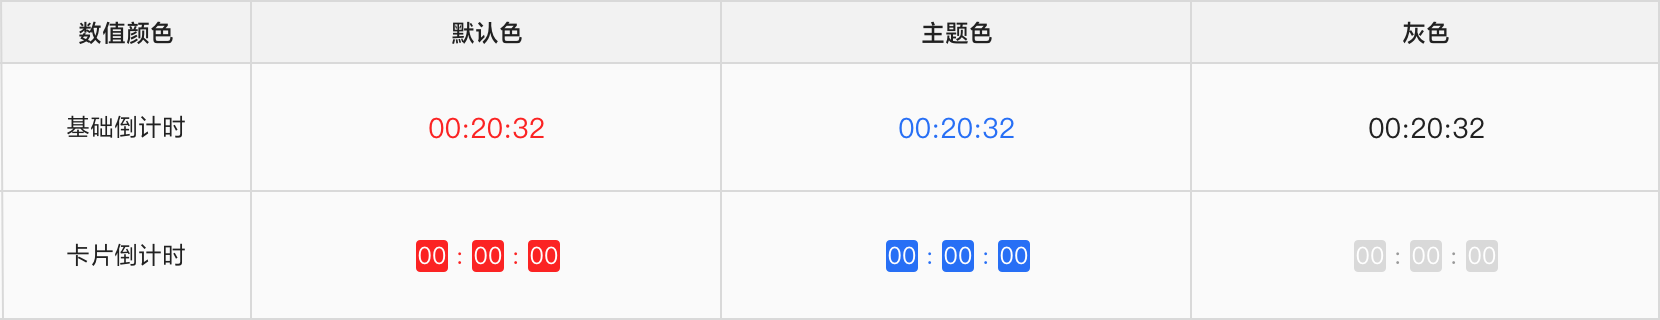 数值颜色 默认色 主题色 灰色
基础倒计时 00:20:32 00:20:32 00:20:32
卡片倒计时 00 : 00 : 00 00 : 00 : 00 00 : 00 : 00